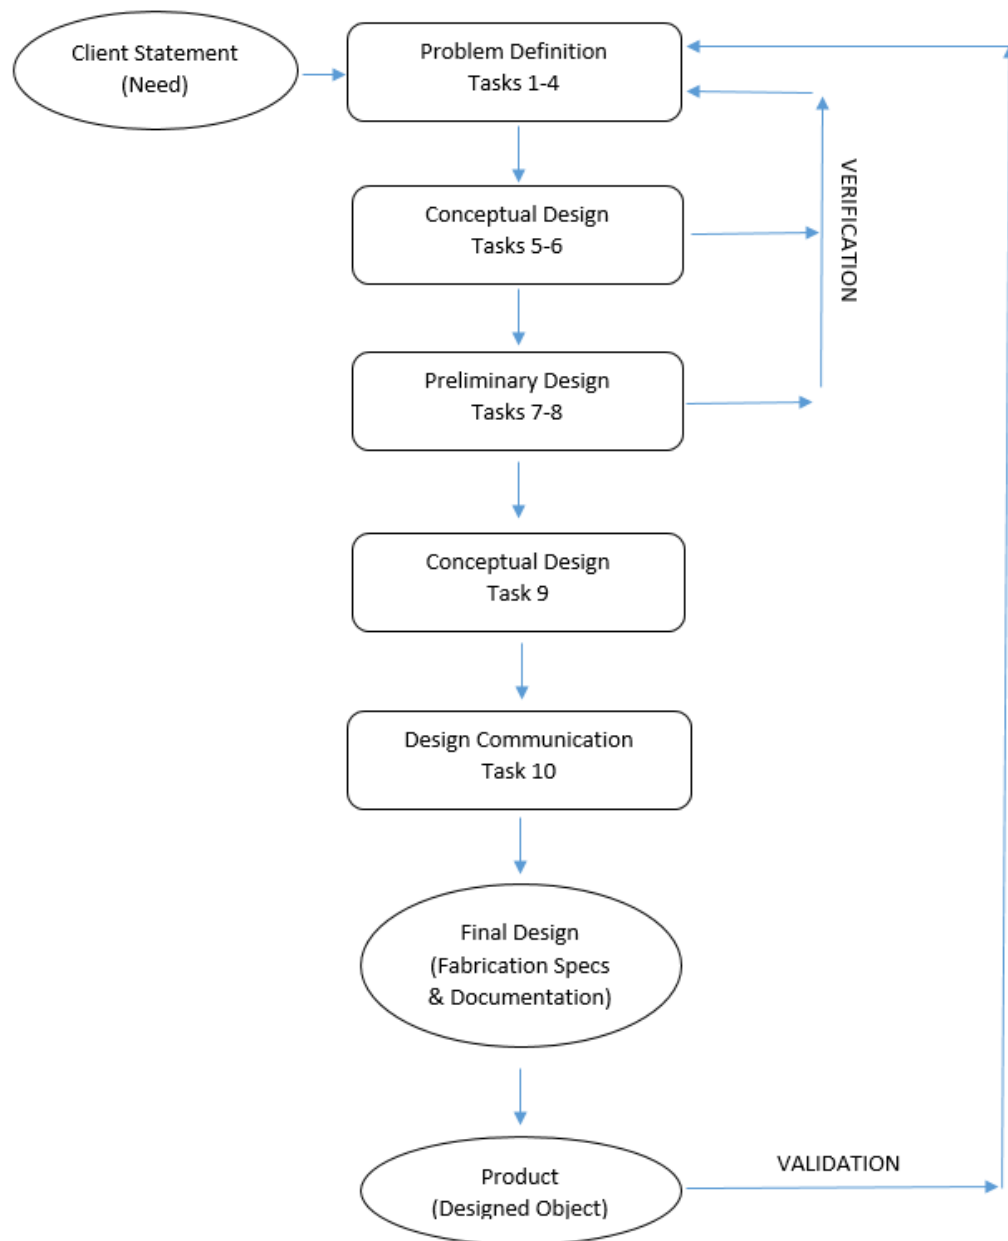 Client Statement
(Need)
Problem Definition
Tasks 1-4
Conceptual Design
Tasks 5-6
VERIFICATION
Preliminary Design
Tasks 7-8
Conceptual Design
Task 9
Design Communication
Task 10
Final Design
(Fabrication Specs
& Documentation)
Product
(Designed Object)
VALIDATION